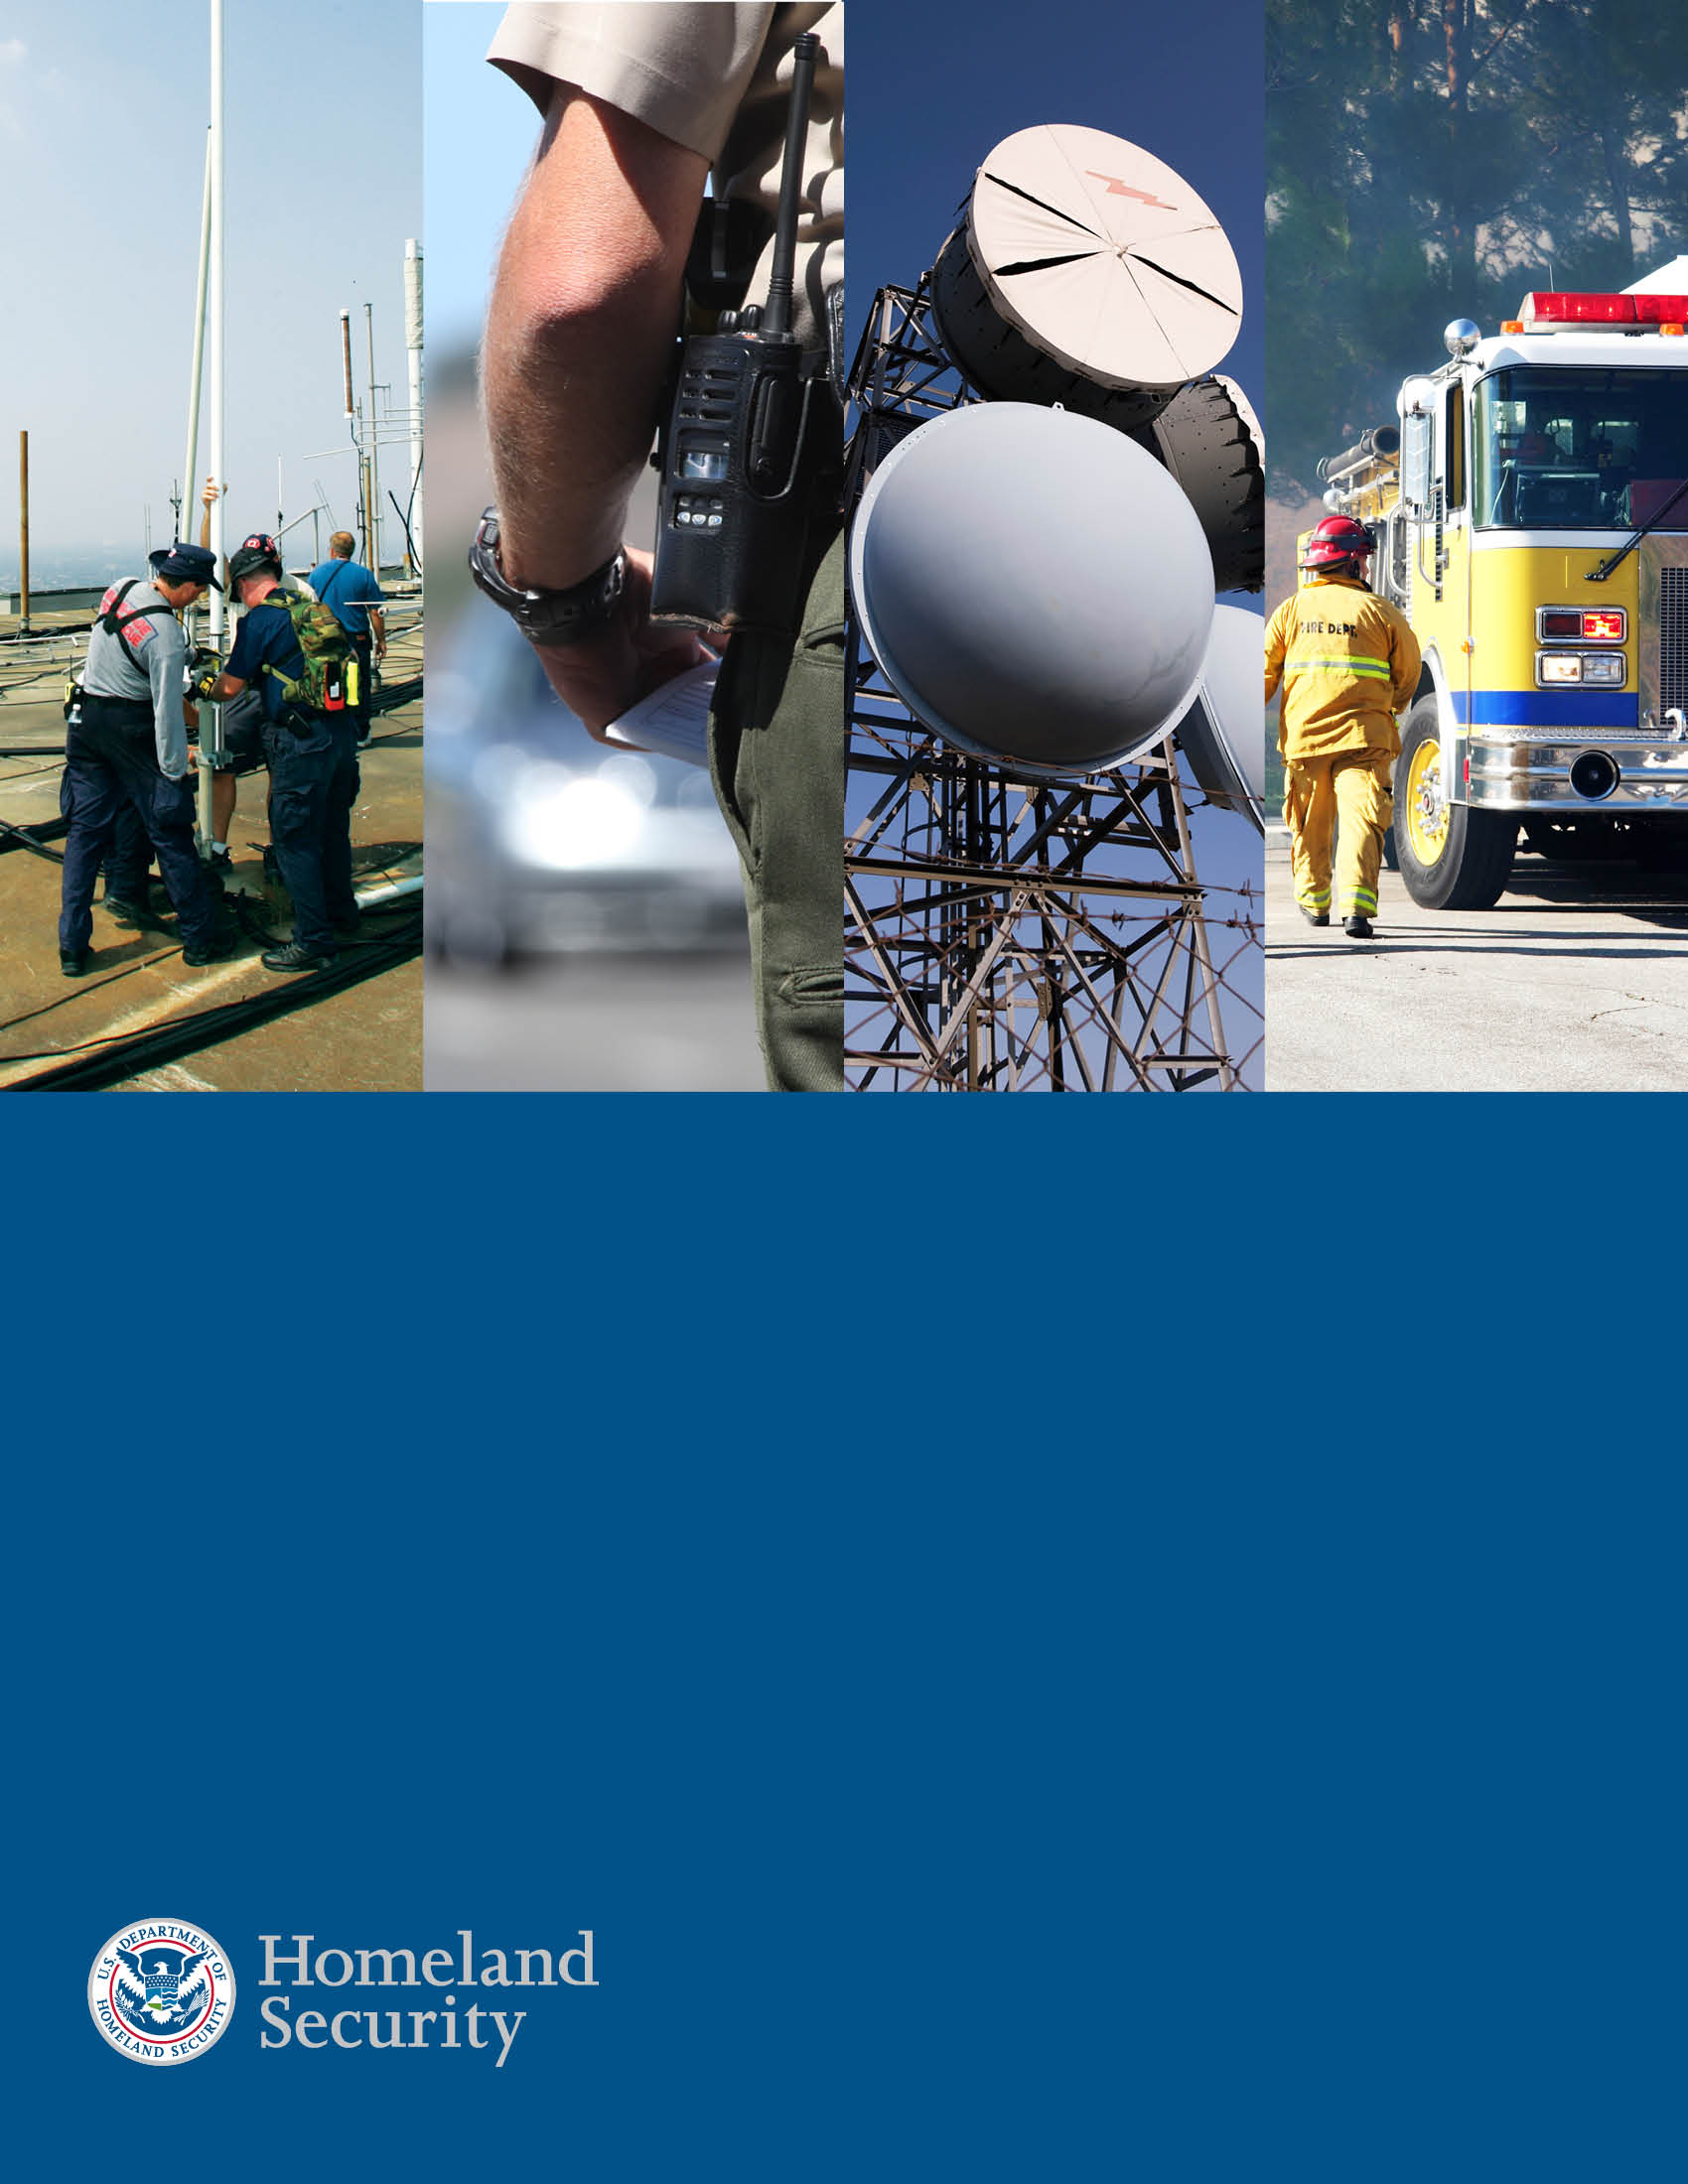 FIRE DEPT.
U.S. DEPARTMENT OF
HOMELAND SECURITY
Homeland
Security